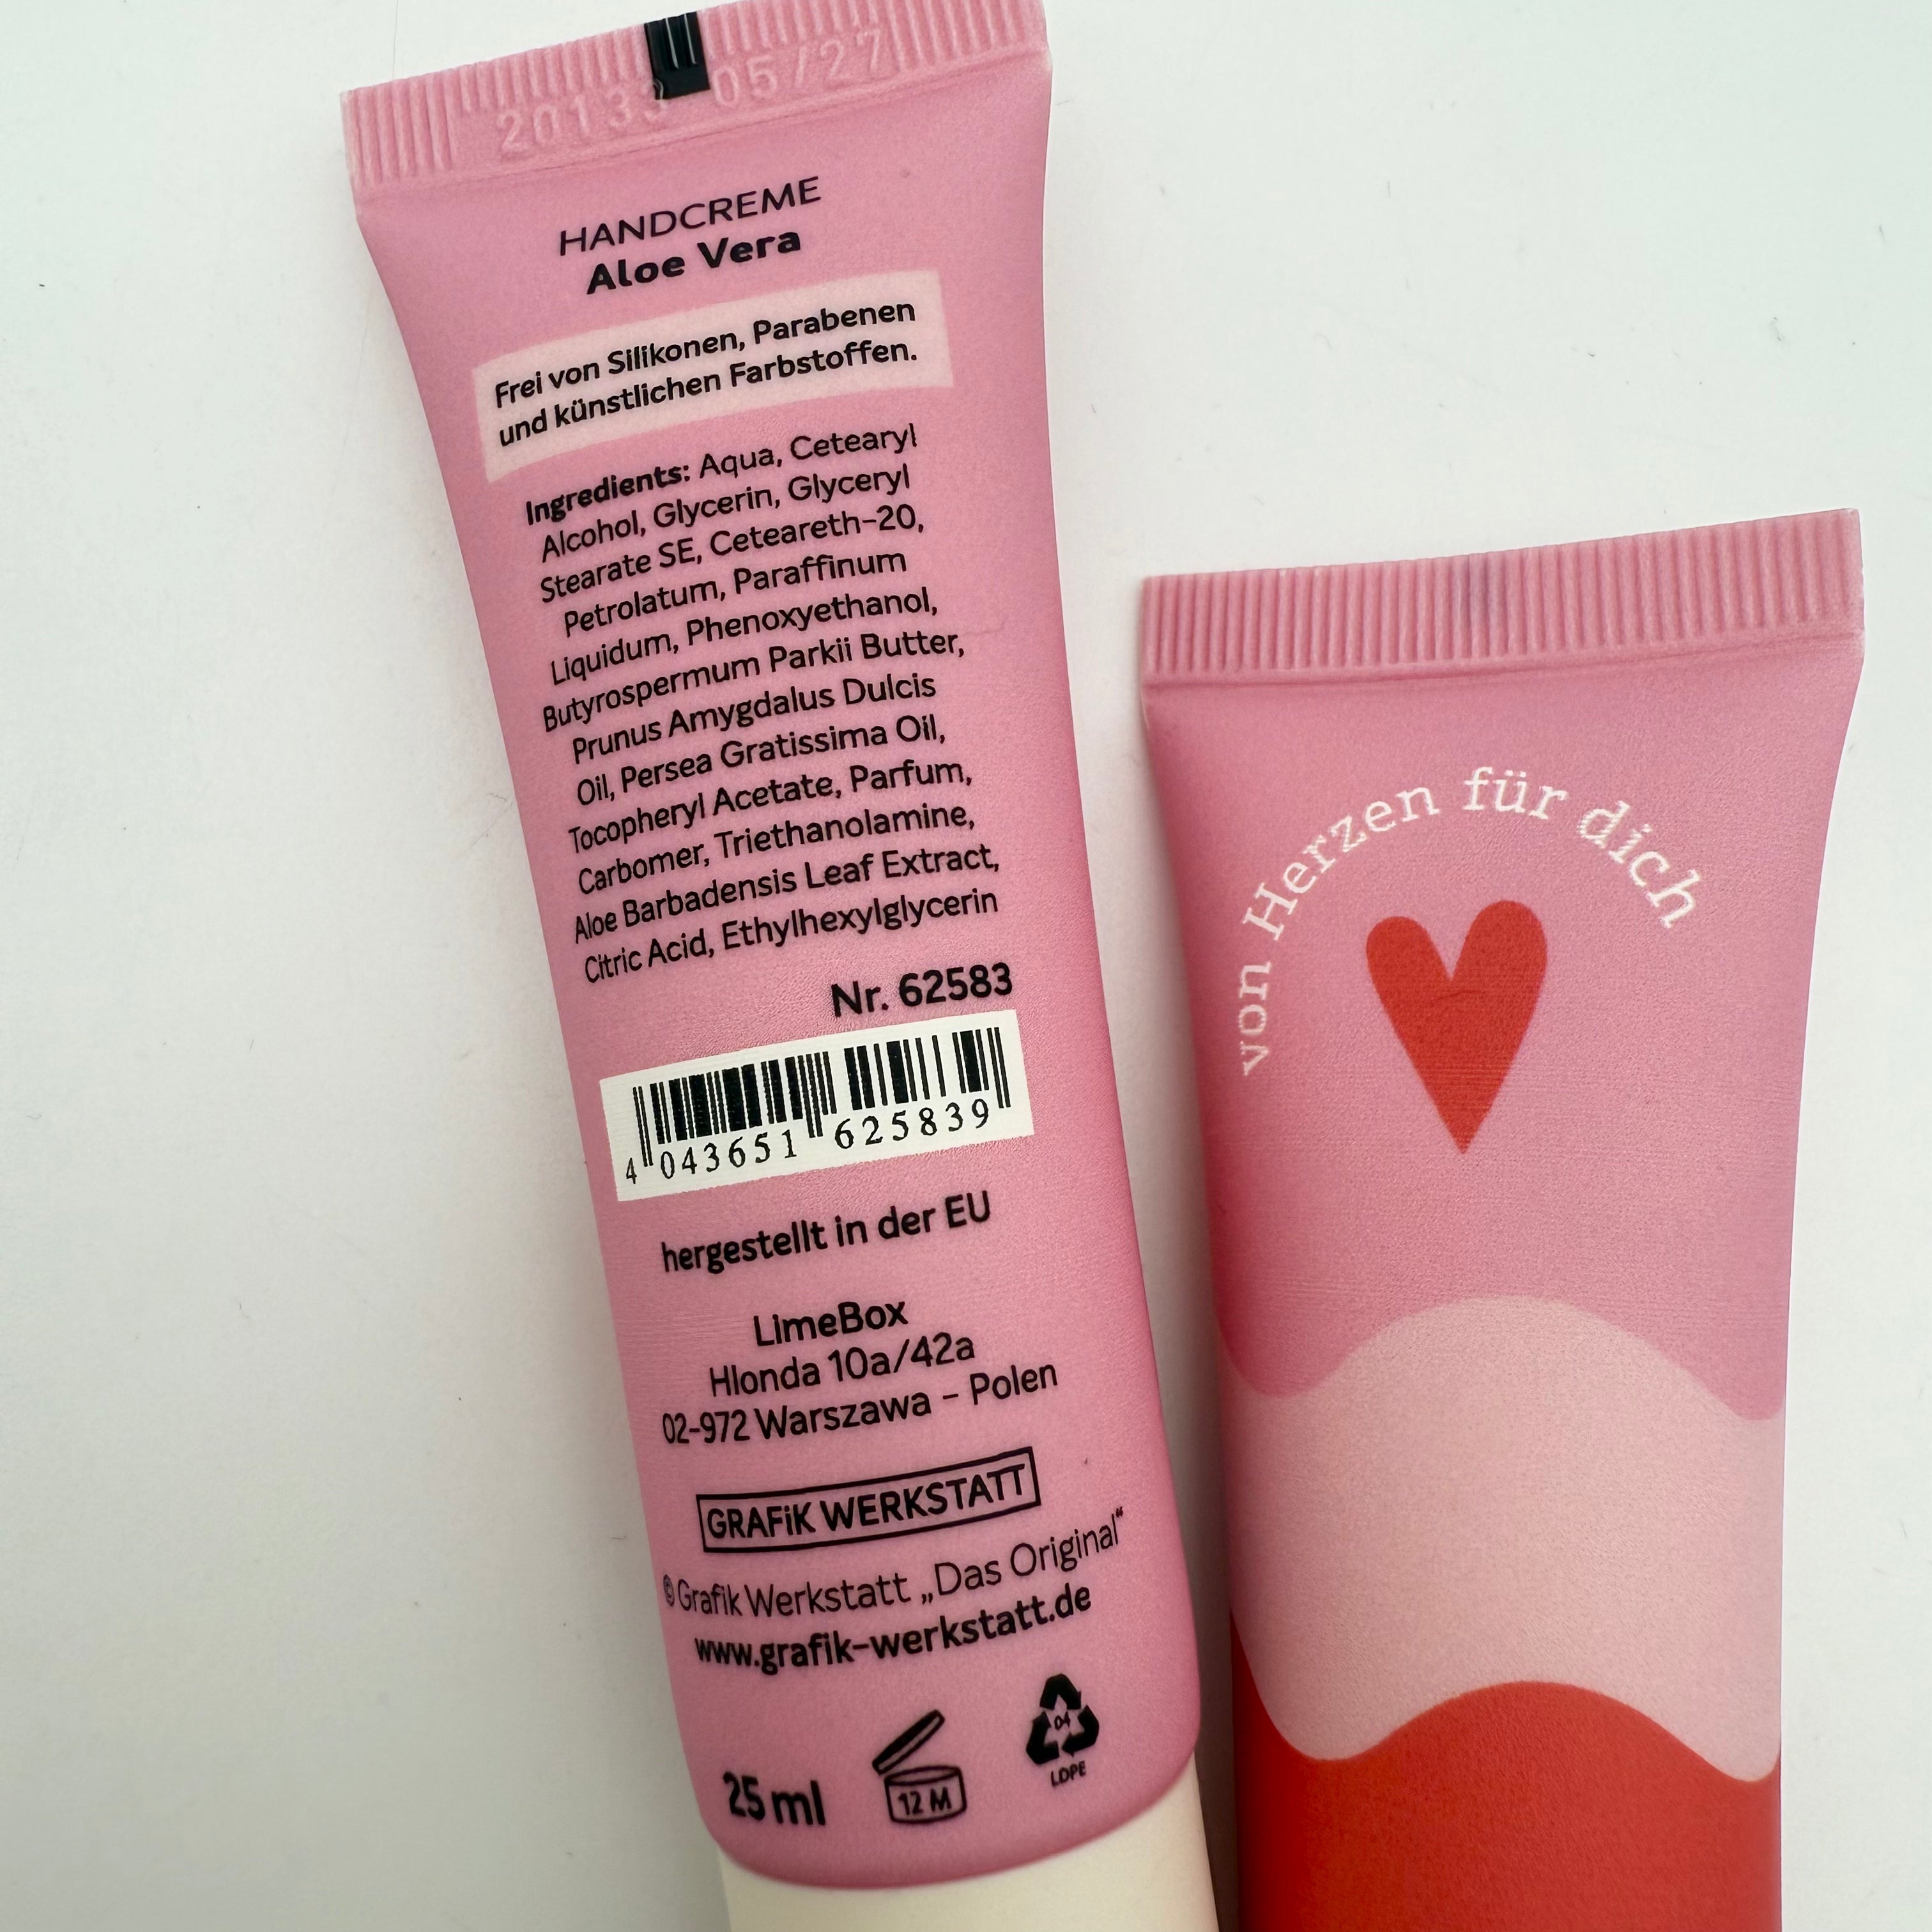 20133 05/27
HANDCREME
Aloe Vera
Frei von Silikonen, Parabenen
und künstlichen Farbstoffen.
Ingredients: Aqua, Cetearyl
Alcohol, Glycerin, Glyceryl
Stearate SE, Ceteareth-20,
Petrolatum, Paraffinum
Liquidum, Phenoxyethanol,
Butyrospermum Parkii Butter,
Prunus Amygdalus Dulcis
Oil, Persea Gratissima Oil,
Tocopheryl Acetate, Parfum,
Carbomer, Triethanolamine,
Aloe Barbadensis Leaf Extract,
Citric Acid, Ethylhexylglycerin
Nr. 62583
4 043651 625839
hergestellt in der EU
LimeBox
Hlonda 10a/42a
02-972 Warszawa - Polen
GRAFiK WERKSTATT
© Grafik Werkstatt „Das Original“
www.grafik-werkstatt.de
25 ml
12 M
04
LDPE
von Herzen für dich